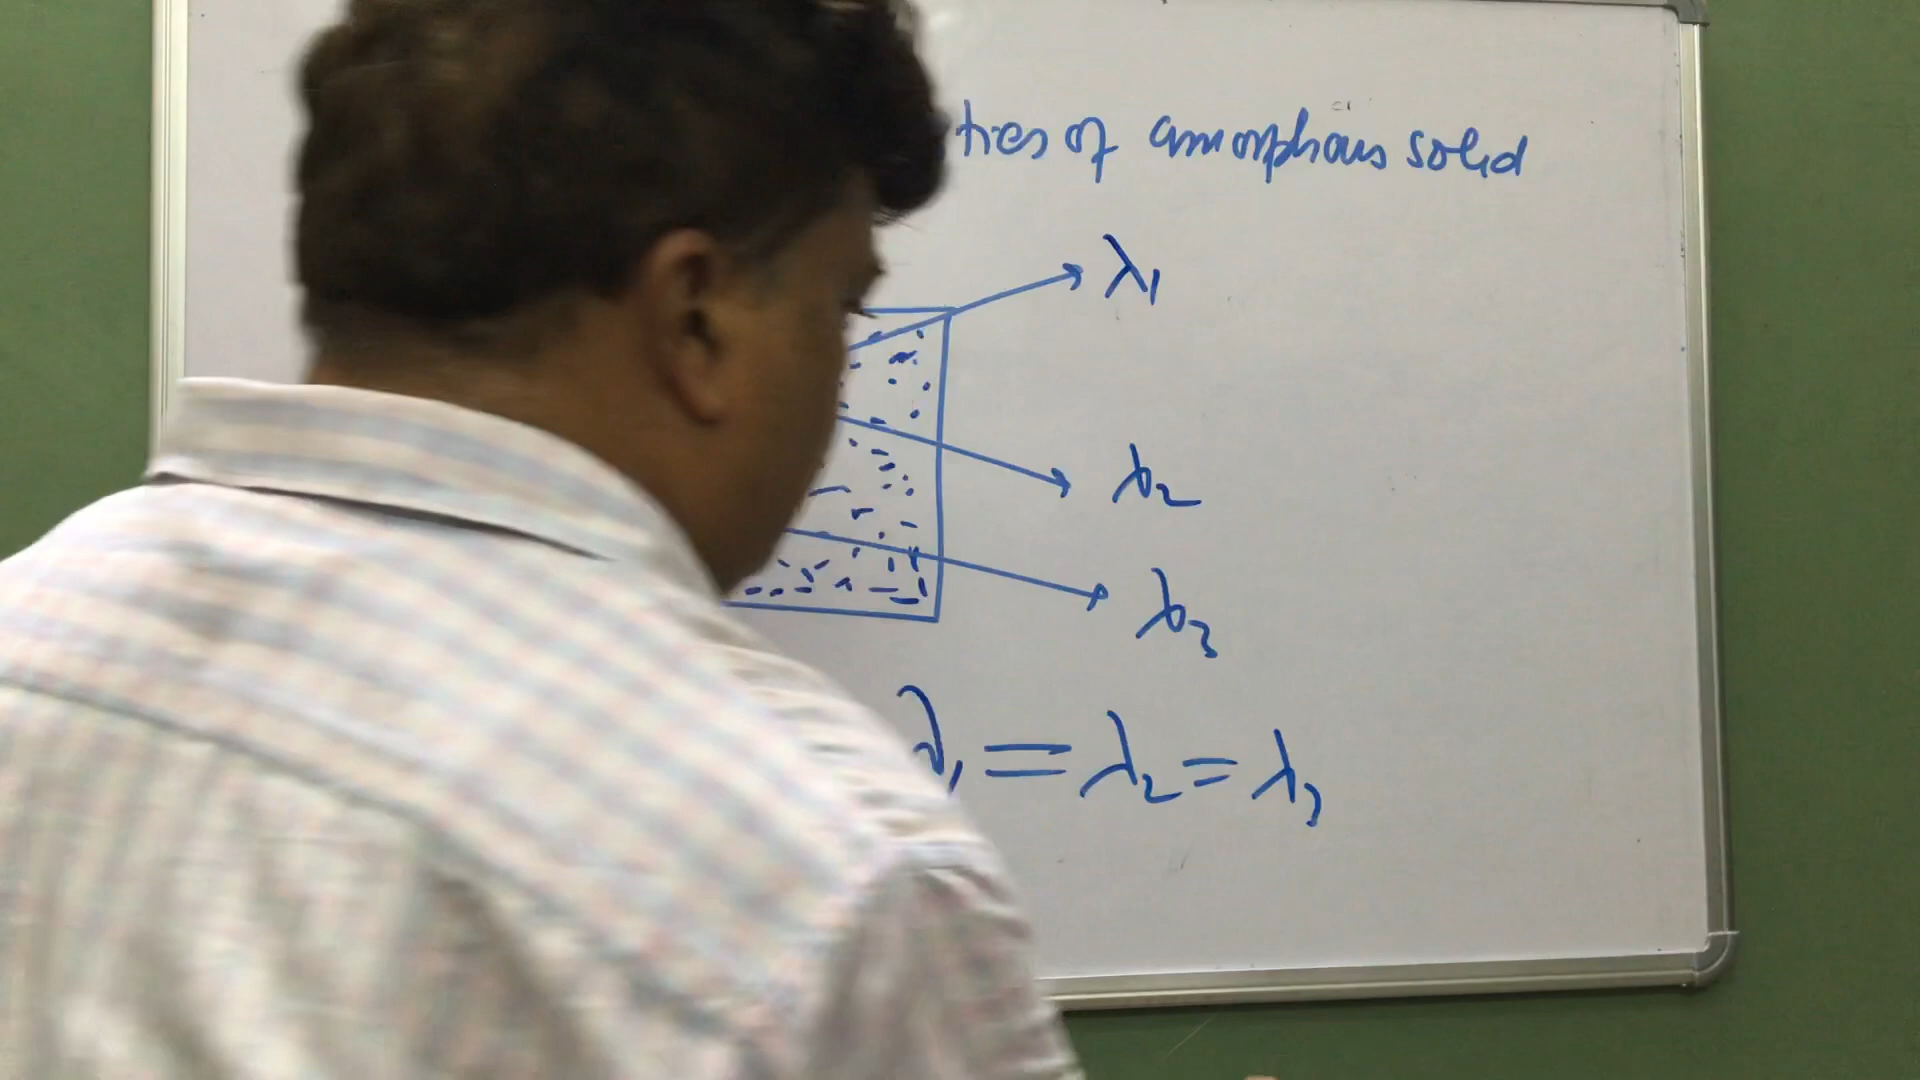 ties of amorphous solid
λ1
λ2
λ3
λ1 = λ2 = λ3